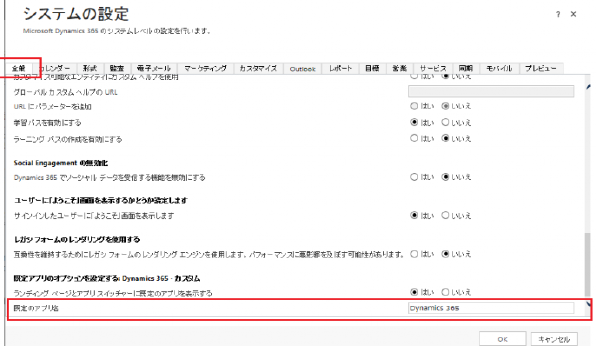 システムの設定
? ×
Microsoft Dynamics 365 のシステムレベルの設定を行います。
全般 カレンダー 形式 監査 電子メール マーケティング カスタマイズ Outlook レポート 目標 営業 サービス 同期 モバイル プレビュー
カスタマイズ可能なエンティティにカスタム ヘルプを使用 はい いいえ
グローバル カスタム ヘルプの URL
URL にパラメーターを追加 はい いいえ
学習パスを有効にする はい いいえ
ラーニング パスの作成を有効にする はい いいえ
Social Engagement の無効化
Dynamics 365 でソーシャル データを受信する機能を無効にする はい いいえ
ユーザーに「ようこそ」画面を表示するかどうか設定します
サインインしたユーザーに「ようこそ」画面を表示します はい いいえ
レガシ フォームのレンダリングを使用する
互換性を維持するためにレガシ フォームのレンダリング エンジンを使用します。パフォーマンスに悪影響を及ぼす可能性があります。 はい いいえ
既定アプリのオプションを設定する: Dynamics 365 - カスタム
ランディング ページとアプリ スイッチャーに既定のアプリを表示する はい いいえ
既定のアプリ名 Dynamics 365
OK キャンセル